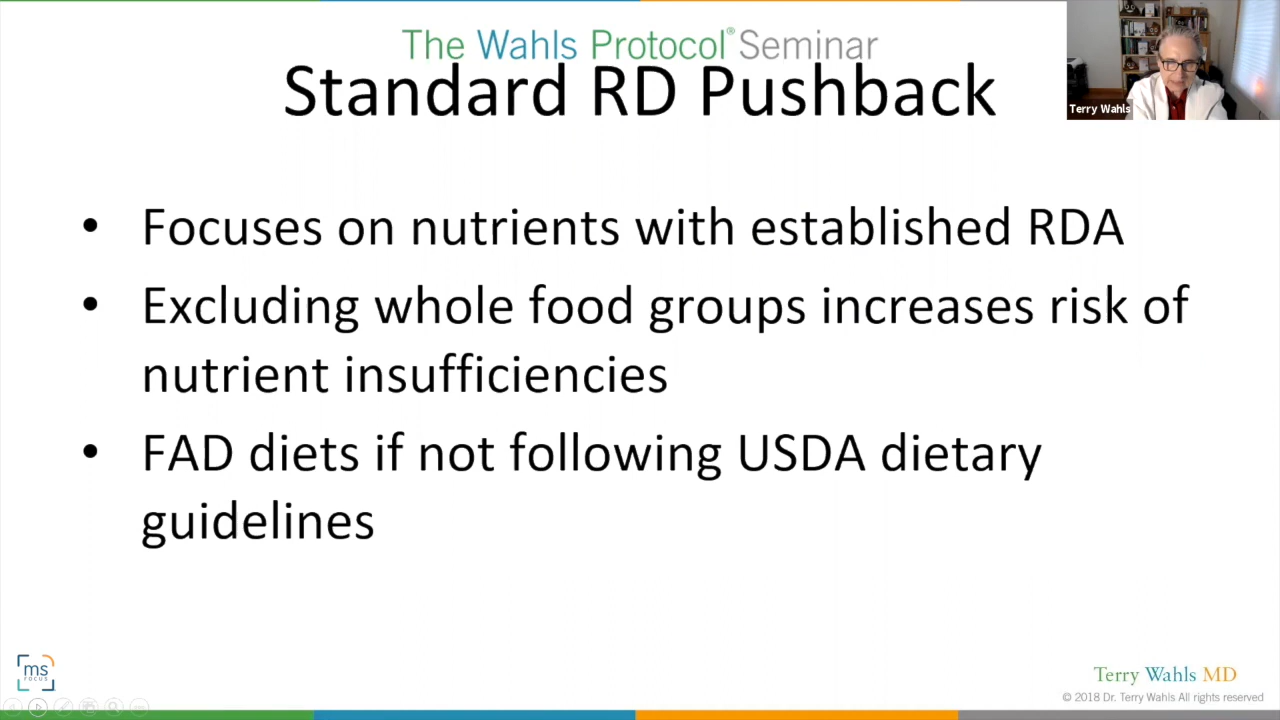 The Wahls Protocol® Seminar
Standard RD Pushback
Terry Wahls
• Focuses on nutrients with established RDA
• Excluding whole food groups increases risk of
nutrient insufficiencies
• FAD diets if not following USDA dietary
guidelines
ms
FOCUS
Terry Wahls MD
© 2018 Dr. Terry Wahls All rights reserved